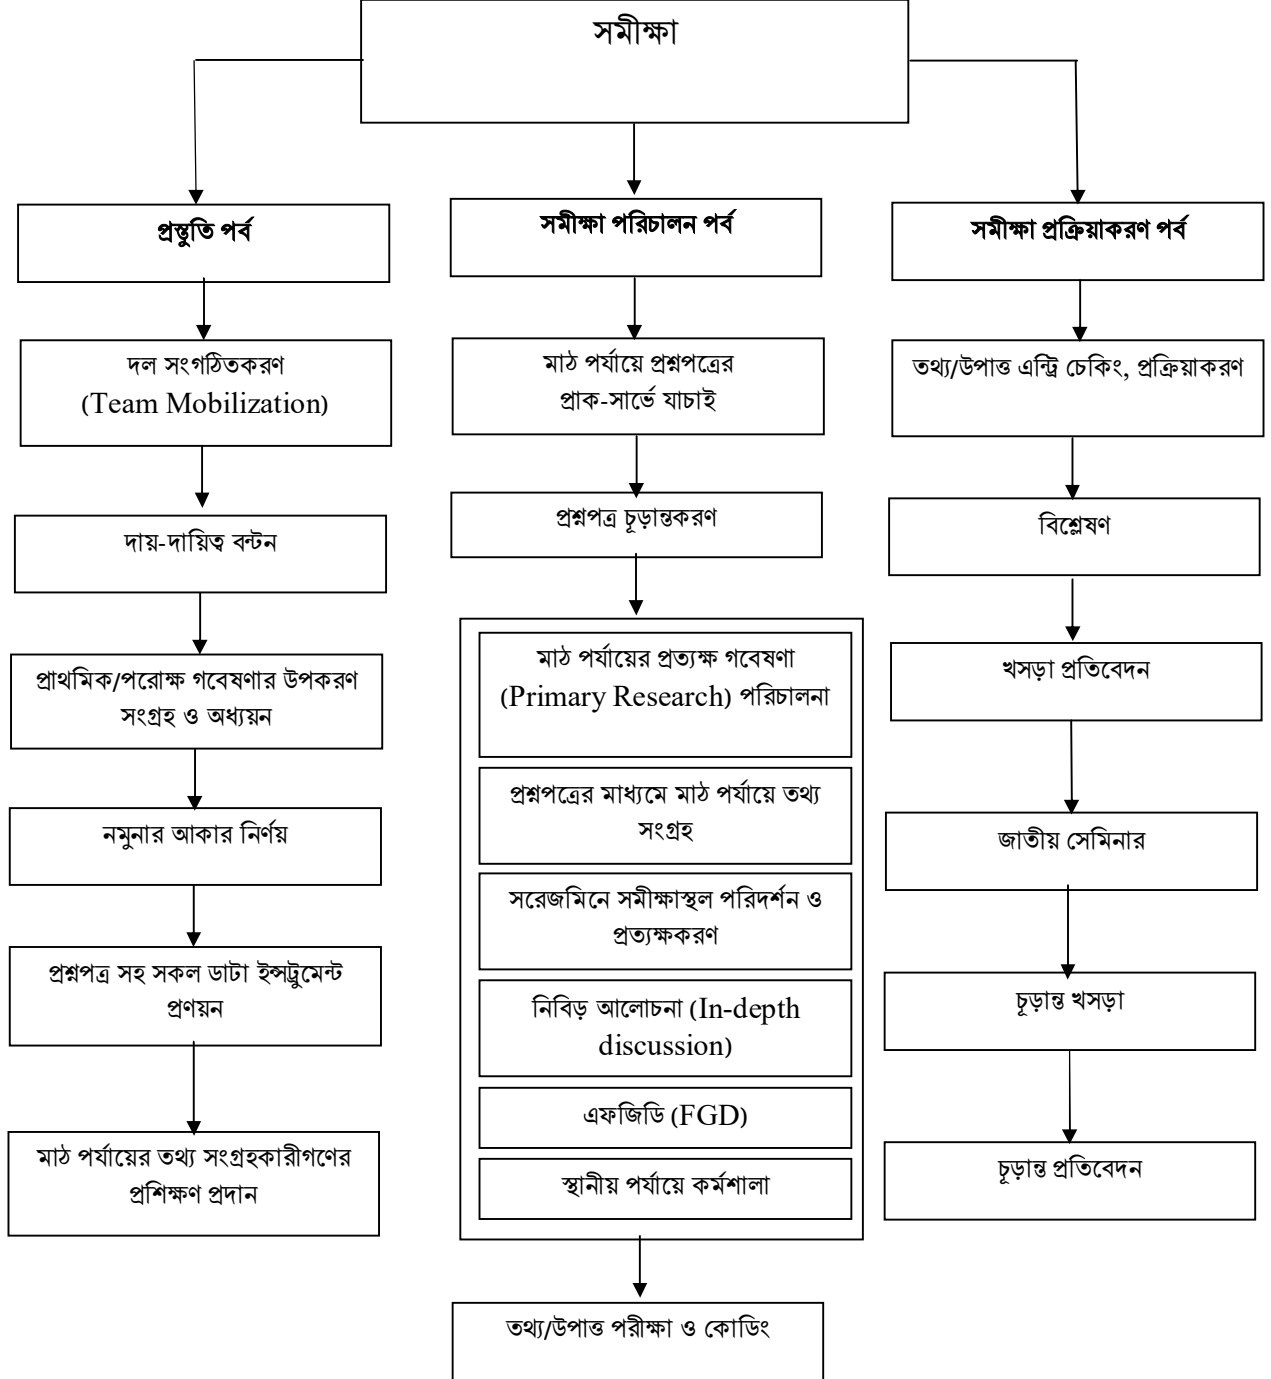 সমীক্ষা
প্রস্তুতি পর্ব
দল সংগঠিতকরণ
(Team Mobilization)
দায়-দায়িত্ব বন্টন
প্রাথমিক/পরোক্ষ গবেষণার উপকরণ
সংগ্রহ ও অধ্যয়ন
নমুনার আকার নির্ণয়
প্রশ্নপত্র সহ সকল ডাটা ইন্সট্রুমেন্ট
প্রণয়ন
মাঠ পর্যায়ের তথ্য সংগ্রহকারীগণের
প্রশিক্ষণ প্রদান
সমীক্ষা পরিচালন পর্ব
মাঠ পর্যায়ে প্রশ্নপত্রের
প্রাক-সার্ভে যাচাই
প্রশ্নপত্র চূড়ান্তকরণ
মাঠ পর্যায়ের প্রত্যক্ষ গবেষণা
(Primary Research) পরিচালনা
প্রশ্নপত্রের মাধ্যমে মাঠ পর্যায়ে তথ্য
সংগ্রহ
সরেজমিনে সমীক্ষাস্থল পরিদর্শন ও
প্রত্যক্ষকরণ
নিবিড় আলোচনা (In-depth
discussion)
এফজিডি (FGD)
স্থানীয় পর্যায়ে কর্মশালা
তথ্য/উপাত্ত পরীক্ষা ও কোডিং
সমীক্ষা প্রক্রিয়াকরণ পর্ব
তথ্য/উপাত্ত এন্ট্রি চেকিং, প্রক্রিয়াকরণ
বিশ্লেষণ
খসড়া প্রতিবেদন
জাতীয় সেমিনার
চূড়ান্ত খসড়া
চূড়ান্ত প্রতিবেদন